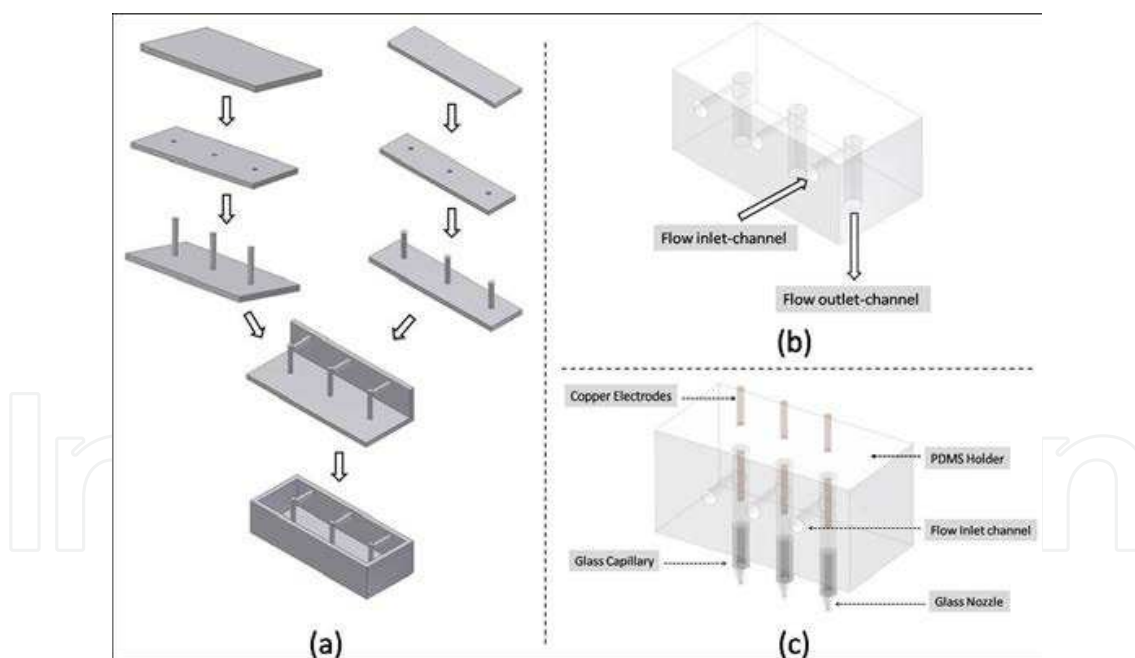 Flow inlet-channel
Flow outlet-channel
(b)
Copper Electrodes
PDMS Holder
Flow Inlet channel
Glass Capillary
Glass Nozzle
(a)
(c)